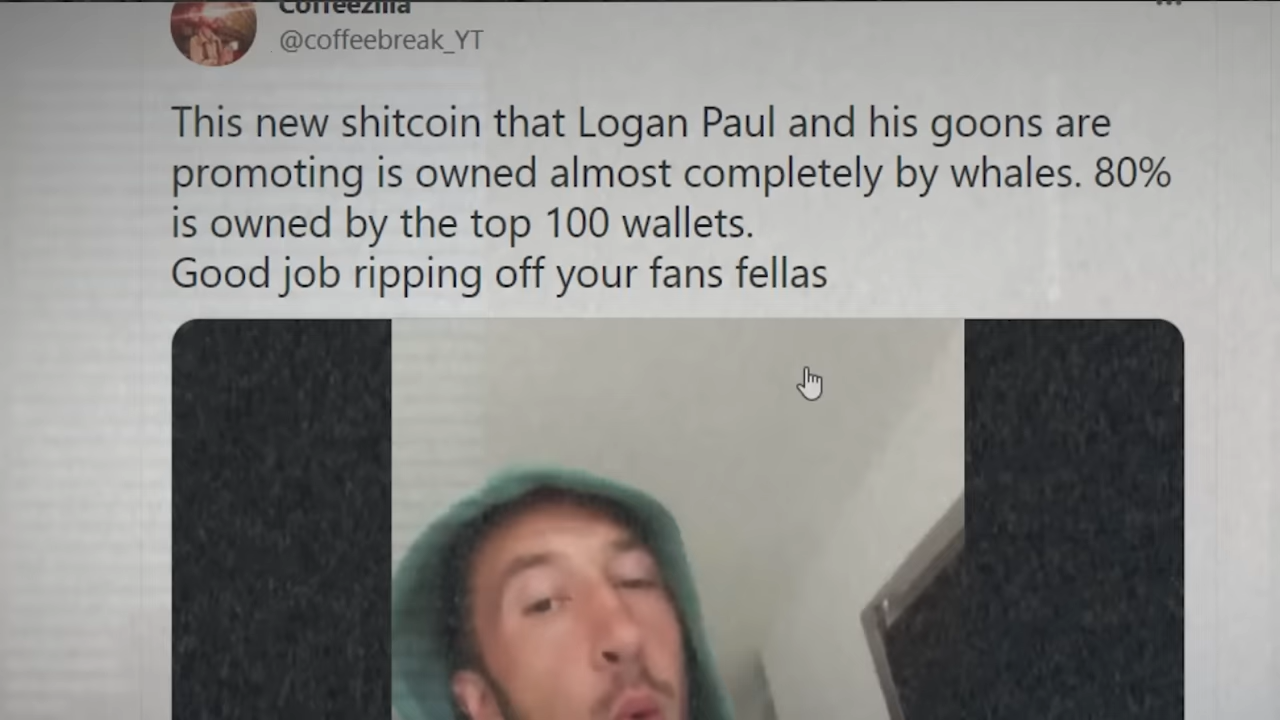 Coffeezilla
@coffeebreak_YT
This new shitcoin that Logan Paul and his goons are
promoting is owned almost completely by whales. 80%
is owned by the top 100 wallets.
Good job ripping off your fans fellas